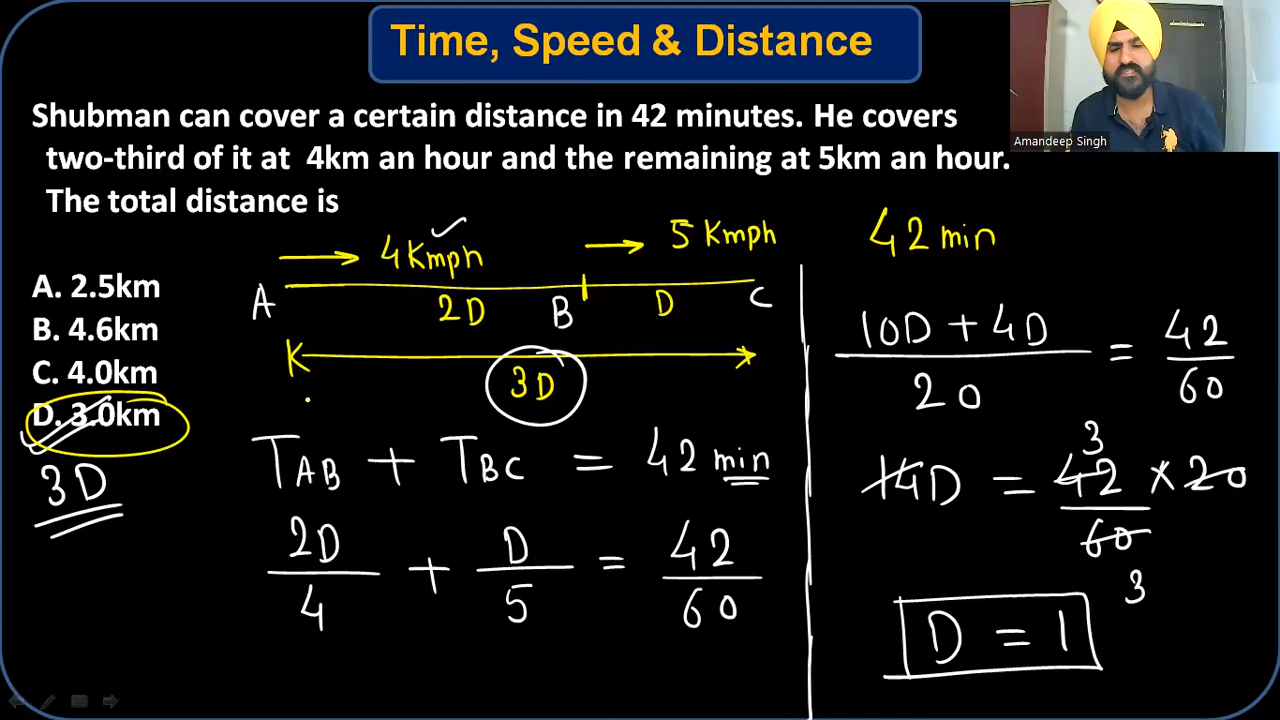 Time, Speed & Distance
Amandeep Singh
Shubman can cover a certain distance in 42 minutes. He covers
two-third of it at 4km an hour and the remaining at 5km an hour.
The total distance is
A. 2.5km
B. 4.6km
C. 4.0km
D. 3.0km
3D
4Kmph
5 Kmph
A 2D B D C
3D
TAB + TBC = 42 min
2D/4 + D/5 = 42/60
42 min
10D + 4D / 20 = 42/60
14D = 42/60 × 20
3
3
D = 1